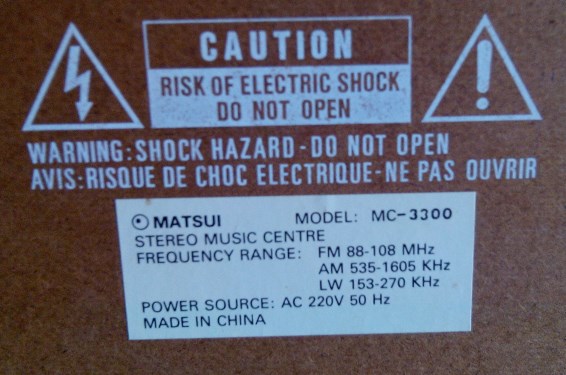 CAUTION
RISK OF ELECTRIC SHOCK
DO NOT OPEN
WARNING: SHOCK HAZARD - DO NOT OPEN
AVIS: RISQUE DE CHOC ELECTRIQUE - NE PAS OUVRIR
MATSUI MODEL: MC-3300
STEREO MUSIC CENTRE
FREQUENCY RANGE: FM 88-108 MHz
AM 535-1605 KHz
LW 153-270 KHz
POWER SOURCE: AC 220V 50 Hz
MADE IN CHINA